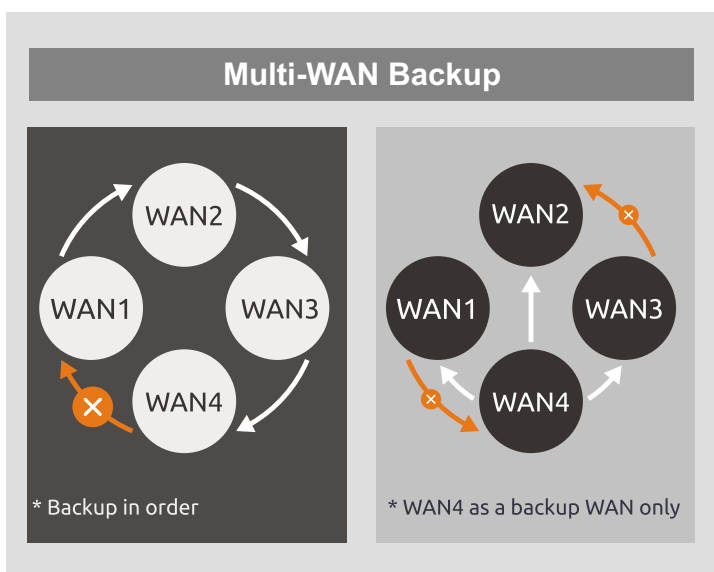 Multi-WAN Backup
WAN2
WAN1
WAN3
WAN4
* Backup in order
WAN2
WAN1
WAN3
WAN4
* WAN4 as a backup WAN only